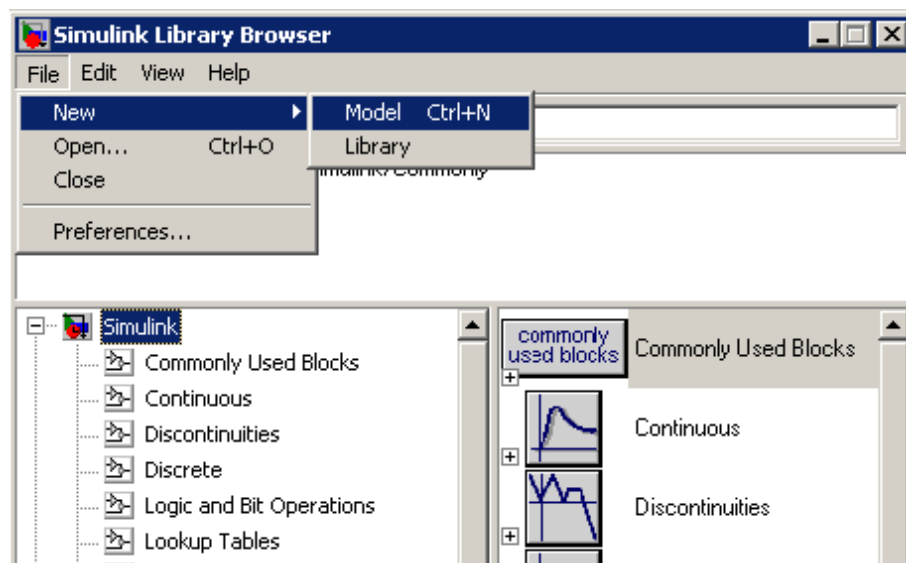 Simulink Library Browser
File Edit View Help
New Model Ctrl+N
Open... Ctrl+O Library
Close
Preferences...
Simulink
Commonly Used Blocks
Continuous
Discontinuities
Discrete
Logic and Bit Operations
Lookup Tables
commonly
used blocks
Commonly Used Blocks
Continuous
Discontinuities